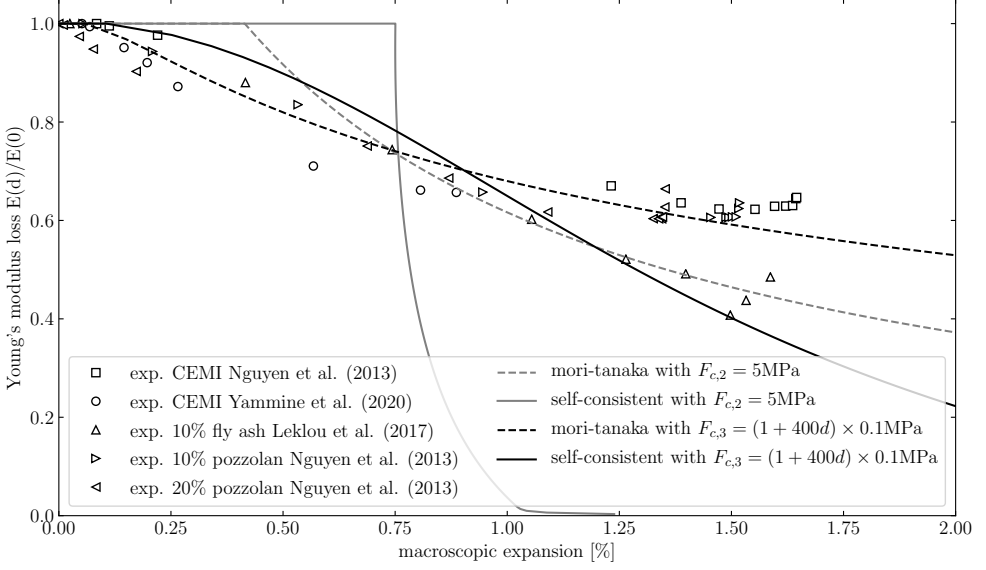 Young's modulus loss E(d)/E(0)
1.0
0.8
0.6
0.4
0.2
0.0
exp. CEMI Nguyen et al. (2013)
exp. CEMI Yammine et al. (2020)
exp. 10% fly ash Leklou et al. (2017)
exp. 10% pozzolan Nguyen et al. (2013)
exp. 20% pozzolan Nguyen et al. (2013)
mori-tanaka with F_{c,2} = 5MPa
self-consistent with F_{c,2} = 5MPa
mori-tanaka with F_{c,3} = (1 + 400d) × 0.1MPa
self-consistent with F_{c,3} = (1 + 400d) × 0.1MPa
0.00 0.25 0.50 0.75 1.00 1.25 1.50 1.75 2.00
macroscopic expansion [%]